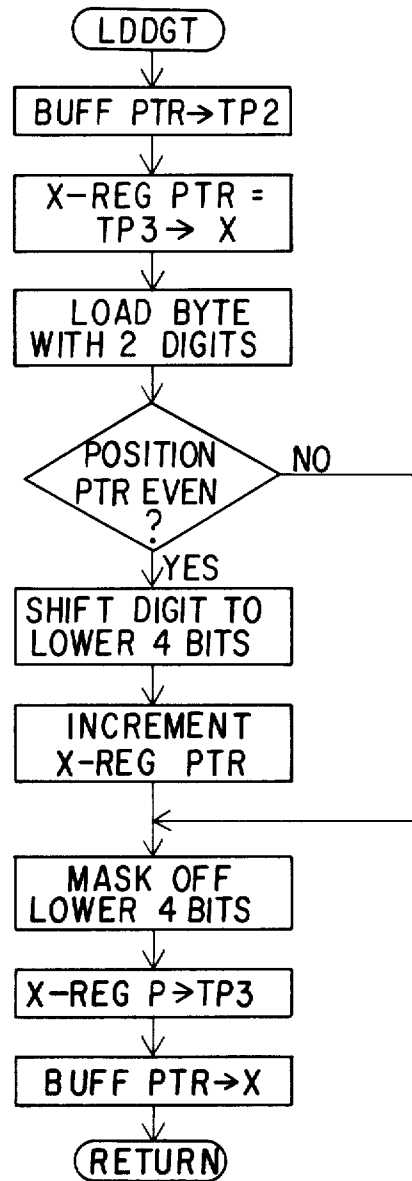 LDDGT
BUFF PTR→TP2
X-REG PTR =
TP3→ X
LOAD BYTE
WITH 2 DIGITS
POSITION
PTR EVEN
?
NO
YES
SHIFT DIGIT TO
LOWER 4 BITS
INCREMENT
X-REG PTR
MASK OFF
LOWER 4 BITS
X-REG P>TP3
BUFF PTR→X
RETURN